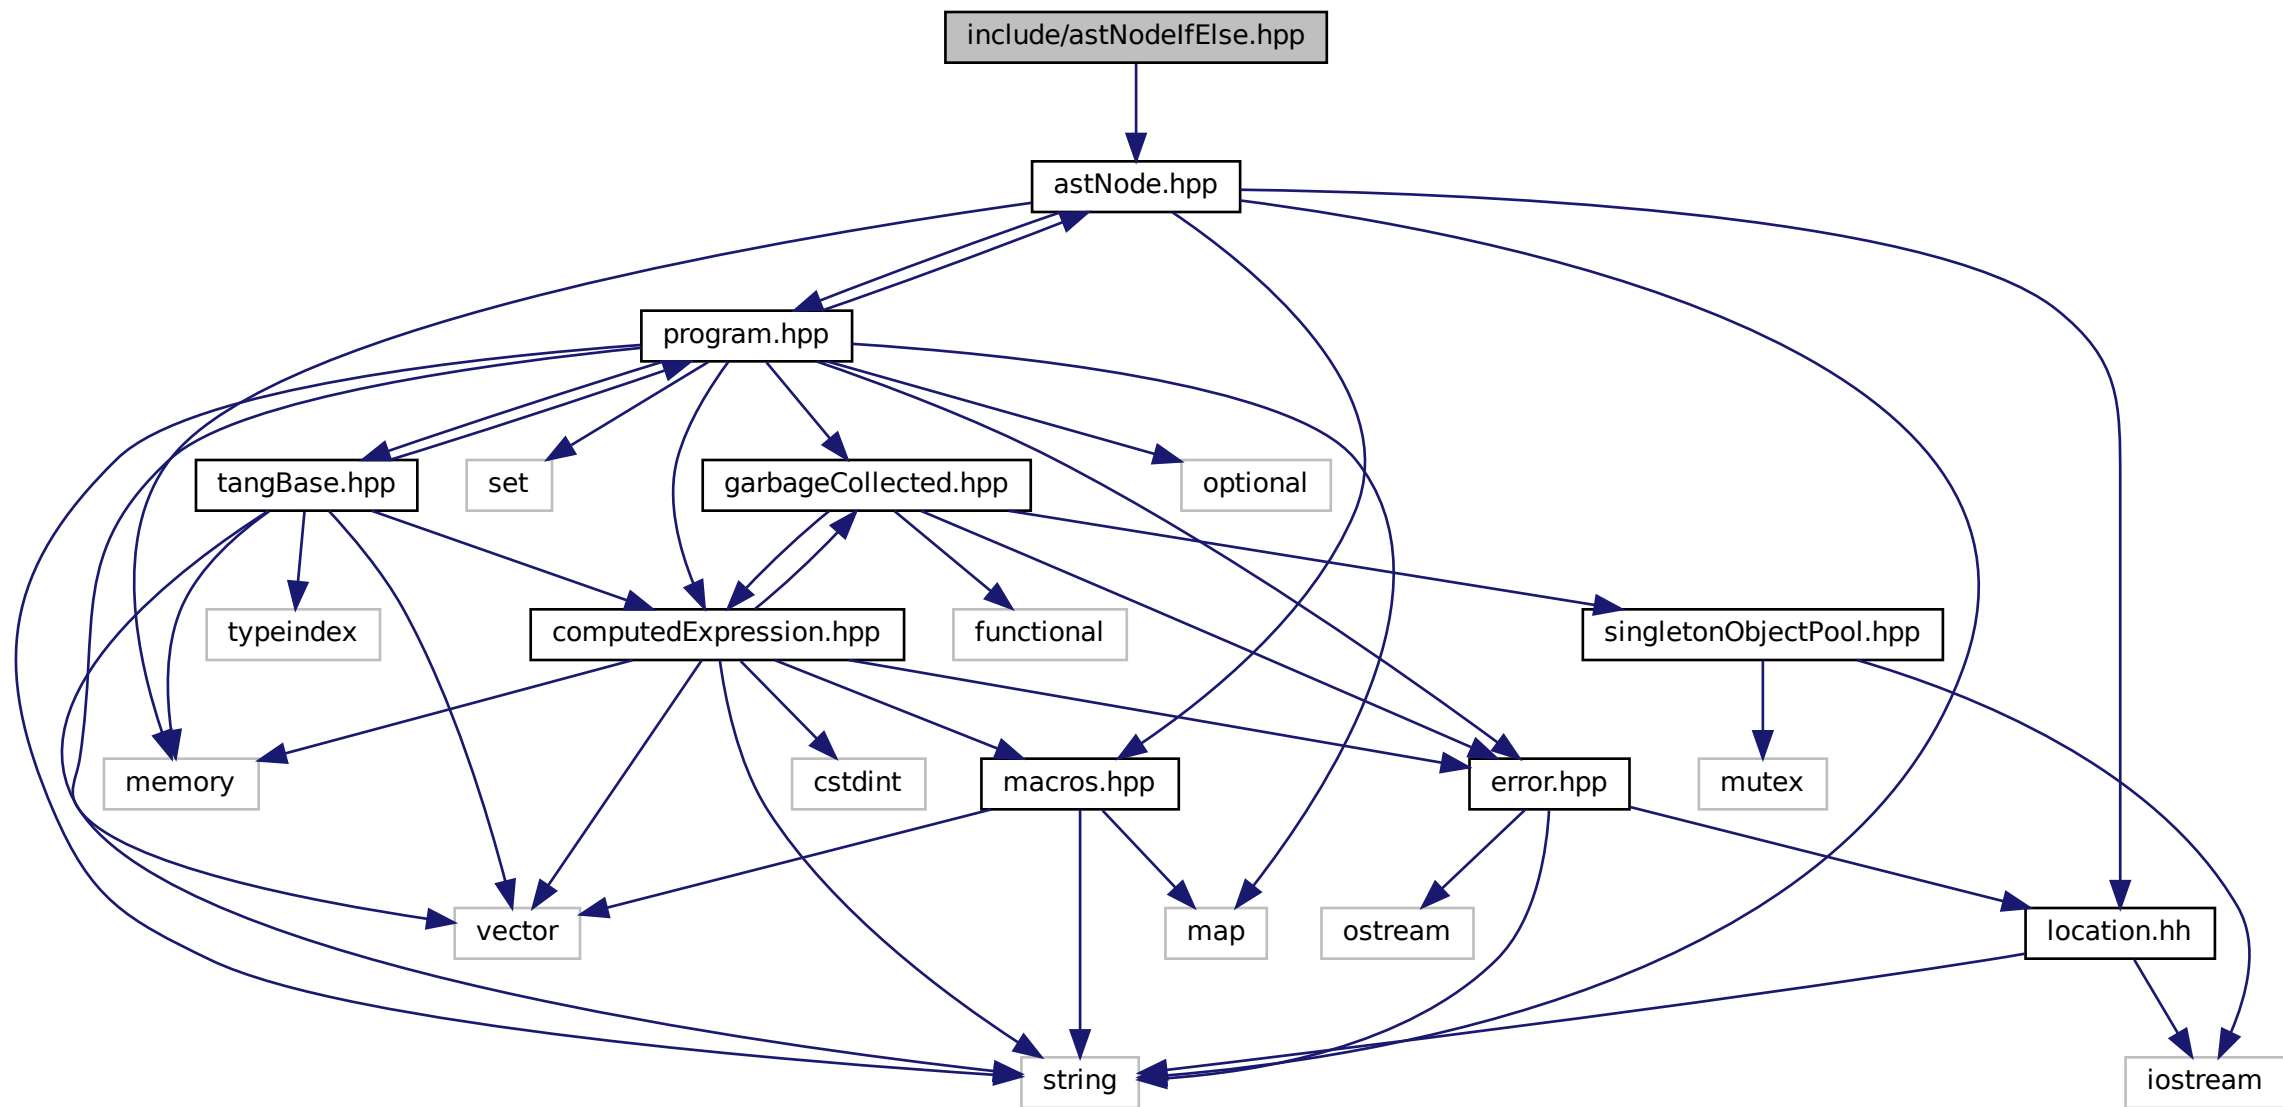 include/astNodeIfElse.hpp
astNode.hpp
program.hpp
tangBase.hpp
set
garbageCollected.hpp
optional
typeindex
computedExpression.hpp
functional
singletonObjectPool.hpp
memory
cstdint
macros.hpp
error.hpp
mutex
vector
map
ostream
location.hh
string
iostream